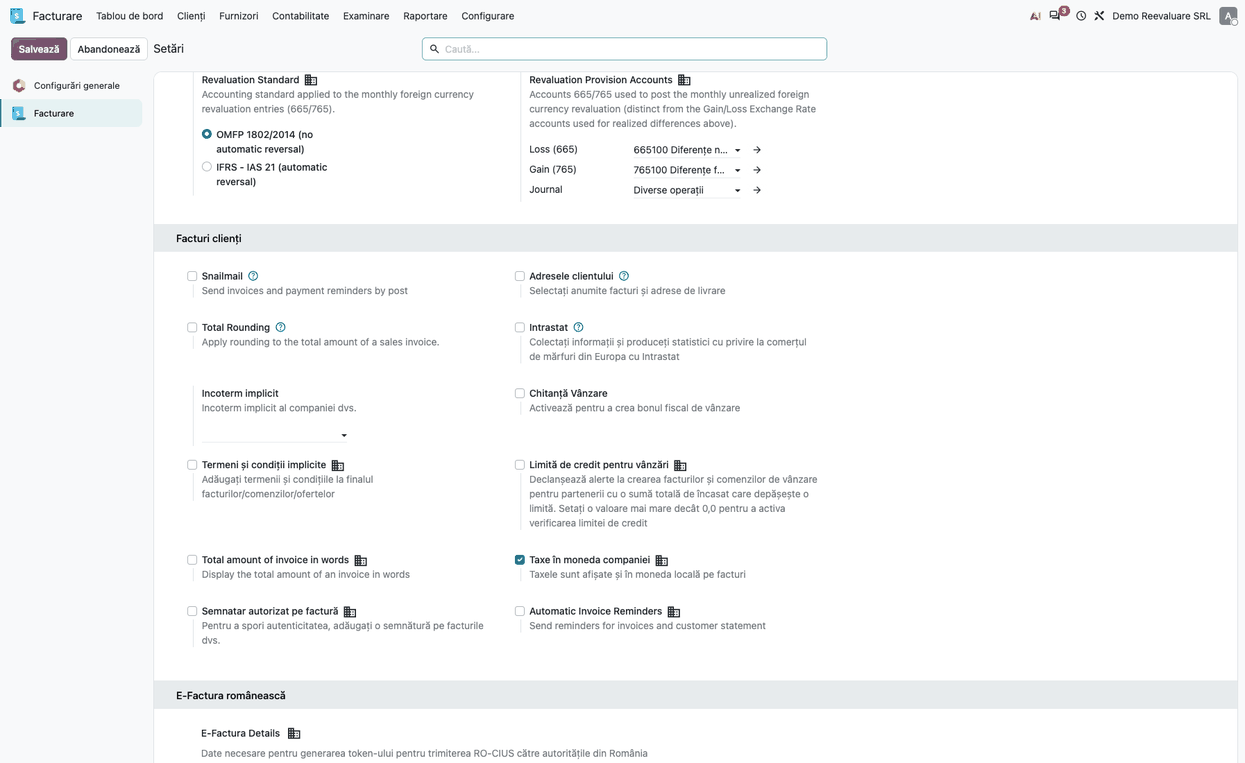 Facturare Tablou de bord Clienți Furnizori Contabilitate Examinare Raportare Configurare AI 3 Demo Reevaluare SRL A
Salvează Abandonează Setări Caută...
Configurări generale
Facturare
Revaluation Standard
Accounting standard applied to the monthly foreign currency
revaluation entries (665/765).
OMFP 1802/2014 (no
automatic reversal)
IFRS - IAS 21 (automatic
reversal)
Revaluation Provision Accounts
Accounts 665/765 used to post the monthly unrealized foreign
currency revaluation (distinct from the Gain/Loss Exchange Rate
accounts used for realized differences above).
Loss (665) 665100 Diferențe n...
Gain (765) 765100 Diferențe f...
Journal Diverse operații
Facturi clienți
Snailmail
Send invoices and payment reminders by post
Adresele clientului
Selectați anumite facturi și adrese de livrare
Total Rounding
Apply rounding to the total amount of a sales invoice.
Intrastat
Colectați informații și produceți statistici cu privire la comerțul
de mărfuri din Europa cu Intrastat
Incoterm implicit
Incoterm implicit al companiei dvs.
Chitanță Vânzare
Activează pentru a crea bonul fiscal de vânzare
Termeni și condiții implicite
Adăugați termenii și condițiile la finalul
facturilor/comenzilor/ofertelor
Limită de credit pentru vânzări
Declanșează alerte la crearea facturilor și comenzilor de vânzare
pentru partenerii cu o sumă totală de încasat care depășește o
limită. Setați o valoare mai mare decât 0,0 pentru a activa
verificarea limitei de credit
Total amount of invoice in words
Display the total amount of an invoice in words
Taxe în moneda companiei
Taxele sunt afișate și în moneda locală pe facturi
Semnatar autorizat pe factură
Pentru a spori autenticitatea, adăugați o semnătură pe facturile
dvs.
Automatic Invoice Reminders
Send reminders for invoices and customer statement
E-Factura românească
E-Factura Details
Date necesare pentru generarea token-ului pentru trimiterea RO-CIUS către autoritățile din România